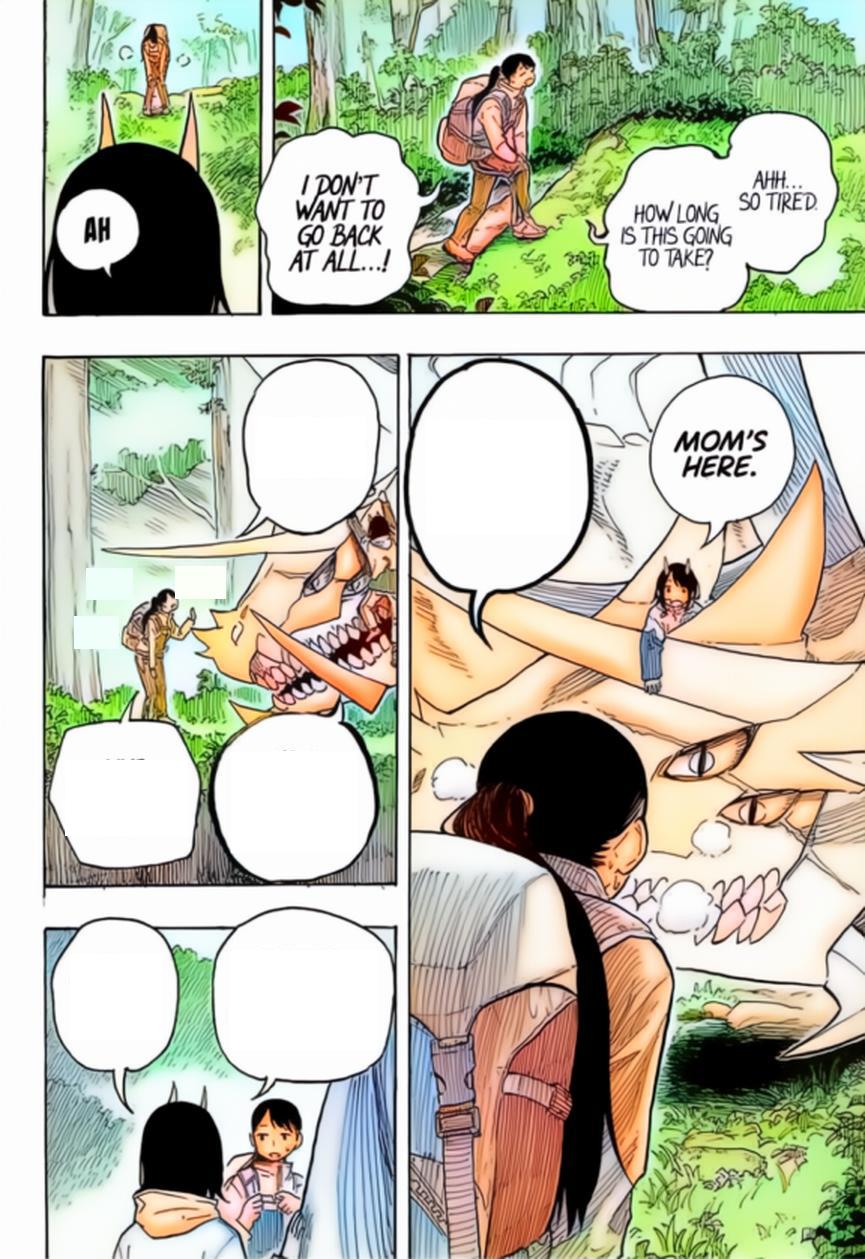 AHH...
SO TIRED.
HOW LONG
IS THIS GOING
TO TAKE?
I DON'T
WANT TO
GO BACK
AT ALL...!
AH
MOM'S
HERE.